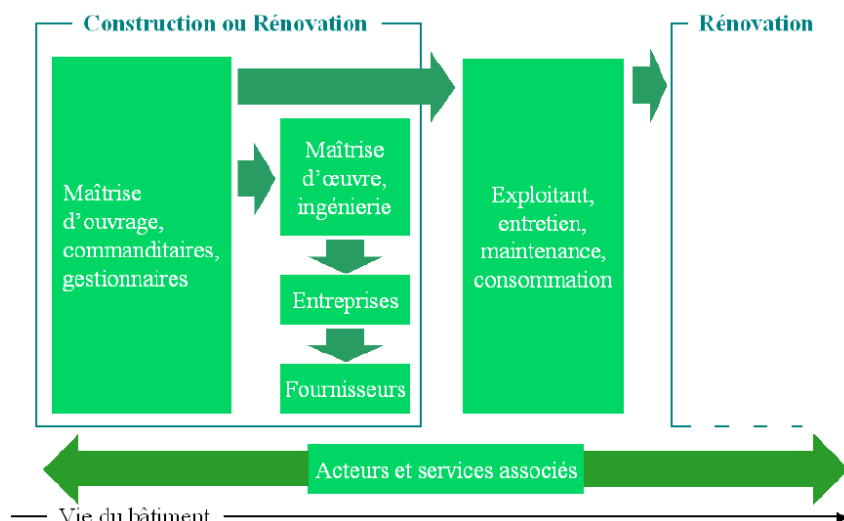 Construction ou Rénovation
Rénovation
Maîtrise
d'ouvrage,
commanditaires,
gestionnaires
Maîtrise
d'œuvre,
ingénierie
Entreprises
Fournisseurs
Exploitant,
entretien,
maintenance,
consommation
Acteurs et services associés
Vie du bâtiment